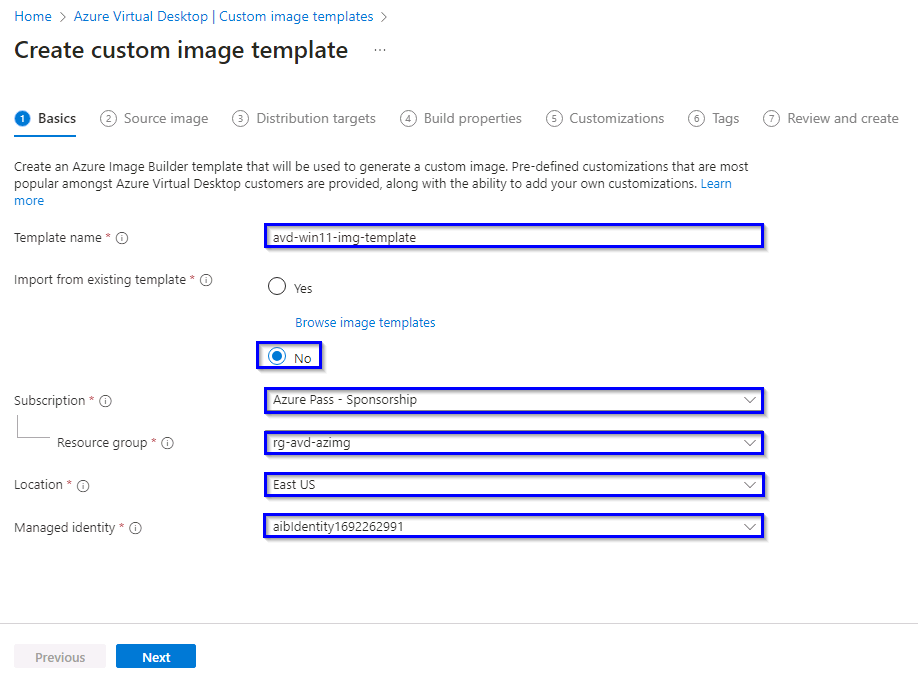 Home > Azure Virtual Desktop | Custom image templates >
Create custom image template ...
1 Basics 2 Source image 3 Distribution targets 4 Build properties 5 Customizations 6 Tags 7 Review and create
Create an Azure Image Builder template that will be used to generate a custom image. Pre-defined customizations that are most
popular amongst Azure Virtual Desktop customers are provided, along with the ability to add your own customizations. Learn
more
Template name * avd-win11-img-template
Import from existing template * Yes
Browse image templates
No
Subscription * Azure Pass - Sponsorship
Resource group * rg-avd-azimg
Location * East US
Managed identity * aibIdentity1692262991
Previous Next